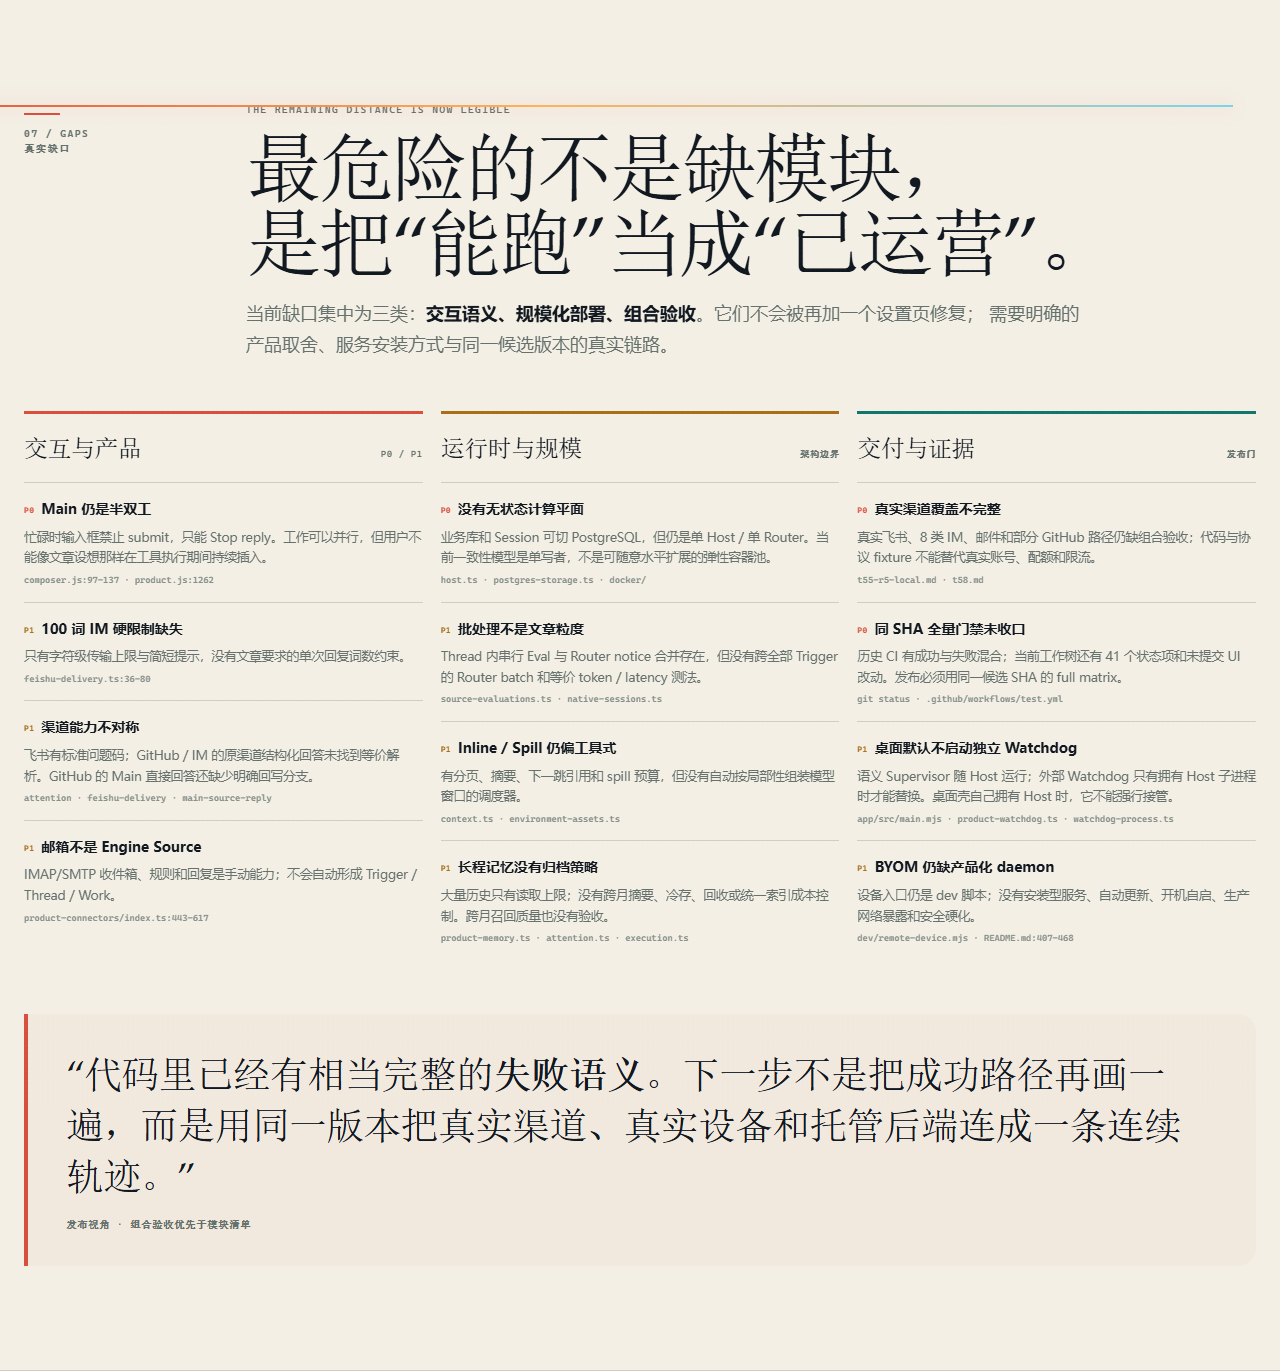 THE REMAINING DISTANCE IS NOW LEGIBLE
07 / GAPS
真实缺口
最危险的不是缺模块，
是把“能跑”当成“已运营”。
当前缺口集中为三类：交互语义、规模化部署、组合验收。它们不会被再加一个设置页修复； 需要明确的
产品取舍、服务安装方式与同一候选版本的真实链路。
交互与产品
P0 / P1
P0 Main 仍是半双工
忙碌时输入框禁止 submit，只能 Stop reply。工作可以并行，但用户不
能像文章设想那样在工具执行期间持续插入。
composer.js:97-137 · product.js:1262
P1 100 词 IM 硬限制缺失
只有字符级传输上限与简短提示，没有文章要求的单次回复词数约束。
feishu-delivery.ts:36-80
P1 渠道能力不对称
飞书有标准问题码；GitHub / IM 的原渠道结构化回答未找到等价解
析。GitHub 的 Main 直接回答还缺少明确回写分支。
attention · feishu-delivery · main-source-reply
P1 邮箱不是 Engine Source
IMAP/SMTP 收件箱、规则和回复是手动能力；不会自动形成 Trigger /
Thread / Work。
product-connectors/index.ts:443-617
运行时与规模
架构边界
P0 没有无状态计算平面
业务库和 Session 可切 PostgreSQL，但仍是单 Host / 单 Router。当
前一致性模型是单写者，不是可随意水平扩展的弹性容器池。
host.ts · postgres-storage.ts · docker/
P1 批处理不是文章粒度
Thread 内串行 Eval 与 Router notice 合并存在，但没有跨全部 Trigger
的 Router batch 和等价 token / latency 测法。
source-evaluations.ts · native-sessions.ts
P1 Inline / Spill 仍偏工具式
有分页、摘要、下一跳引用和 spill 预算，但没有自动按局部性组装模型
窗口的调度器。
context.ts · environment-assets.ts
P1 长程记忆没有归档策略
大量历史只有读取上限；没有跨月摘要、冷存、回收或统一索引成本控
制。跨月召回质量也没有验收。
product-memory.ts · attention.ts · execution.ts
交付与证据
发布门
P0 真实渠道覆盖不完整
真实飞书、8 类 IM、邮件和部分 GitHub 路径仍缺组合验收；代码与协
议 fixture 不能替代真实账号、配额和限流。
t55-r5-local.md · t58.md
P0 同 SHA 全量门禁未收口
历史 CI 有成功与失败混合；当前工作树还有 41 个状态项和未提交 UI
改动。发布必须用同一候选 SHA 的 full matrix。
git status · .github/workflows/test.yml
P1 桌面默认不启动独立 Watchdog
语义 Supervisor 随 Host 运行；外部 Watchdog 只有拥有 Host 子进程
时才能替换。桌面壳自己拥有 Host 时，它不能强行接管。
app/src/main.mjs · product-watchdog.ts · watchdog-process.ts
P1 BYOM 仍缺产品化 daemon
设备入口仍是 dev 脚本；没有安装型服务、自动更新、开机自启、生产
网络暴露和安全硬化。
dev/remote-device.mjs · README.md:407-468
“代码里已经有相当完整的失败语义。下一步不是把成功路径再画一
遍，而是用同一版本把真实渠道、真实设备和托管后端连成一条连续
轨迹。”
发布视角 · 组合验收优先于模块清单